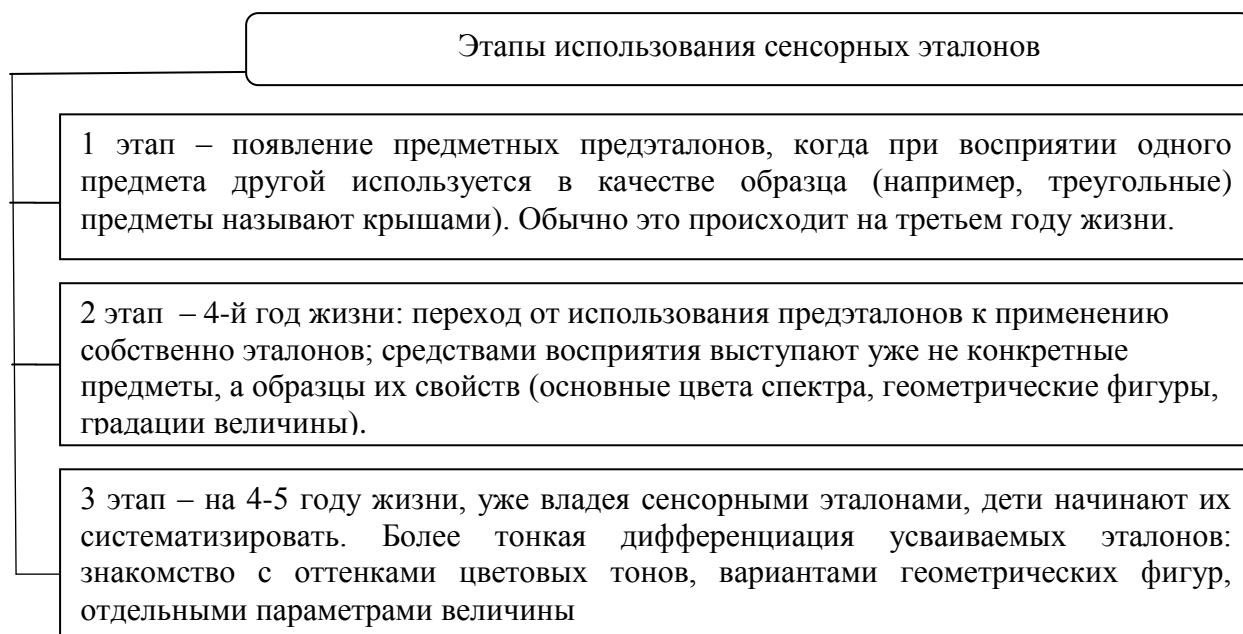 Этапы использования сенсорных эталонов
1 этап – появление предметных предэталонов, когда при восприятии одного
предмета другой используется в качестве образца (например, треугольные)
предметы называют крышами). Обычно это происходит на третьем году жизни.
2 этап – 4-й год жизни: переход от использования предэталонов к применению
собственно эталонов; средствами восприятия выступают уже не конкретные
предметы, а образцы их свойств (основные цвета спектра, геометрические фигуры,
градации величины).
3 этап – на 4-5 году жизни, уже владея сенсорными эталонами, дети начинают их
систематизировать. Более тонкая дифференциация усваиваемых эталонов:
знакомство с оттенками цветовых тонов, вариантами геометрических фигур,
отдельными параметрами величины